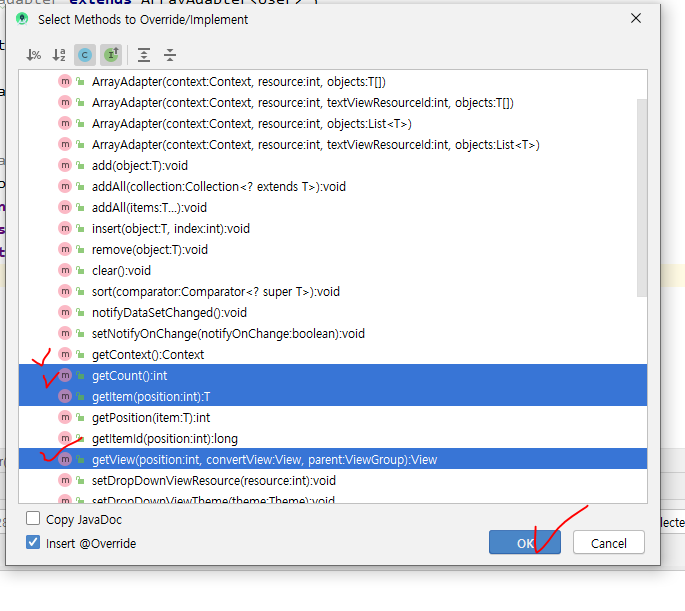 adapter extends ArrayAdapter<User> {
Select Methods to Override/Implement
ArrayAdapter(context:Context, resource:int, objects:T[])
ArrayAdapter(context:Context, resource:int, textViewResourceId:int, objects:T[])
ArrayAdapter(context:Context, resource:int, objects:List<T>)
ArrayAdapter(context:Context, resource:int, textViewResourceId:int, objects:List<T>)
add(object:T):void
addAll(collection:Collection<? extends T>):void
addAll(items:T...):void
insert(object:T, index:int):void
remove(object:T):void
clear():void
sort(comparator:Comparator<? super T>):void
notifyDataSetChanged():void
setNotifyOnChange(notifyOnChange:boolean):void
getContext():Context
getCount():int
getItem(position:int):T
getPosition(item:T):int
getItemId(position:int):long
getView(position:int, convertView:View, parent:ViewGroup):View
setDropDownViewResource(resource:int):void
setDropDownViewTheme(theme:Theme):void
Copy JavaDoc
Insert @Override
OK
Cancel